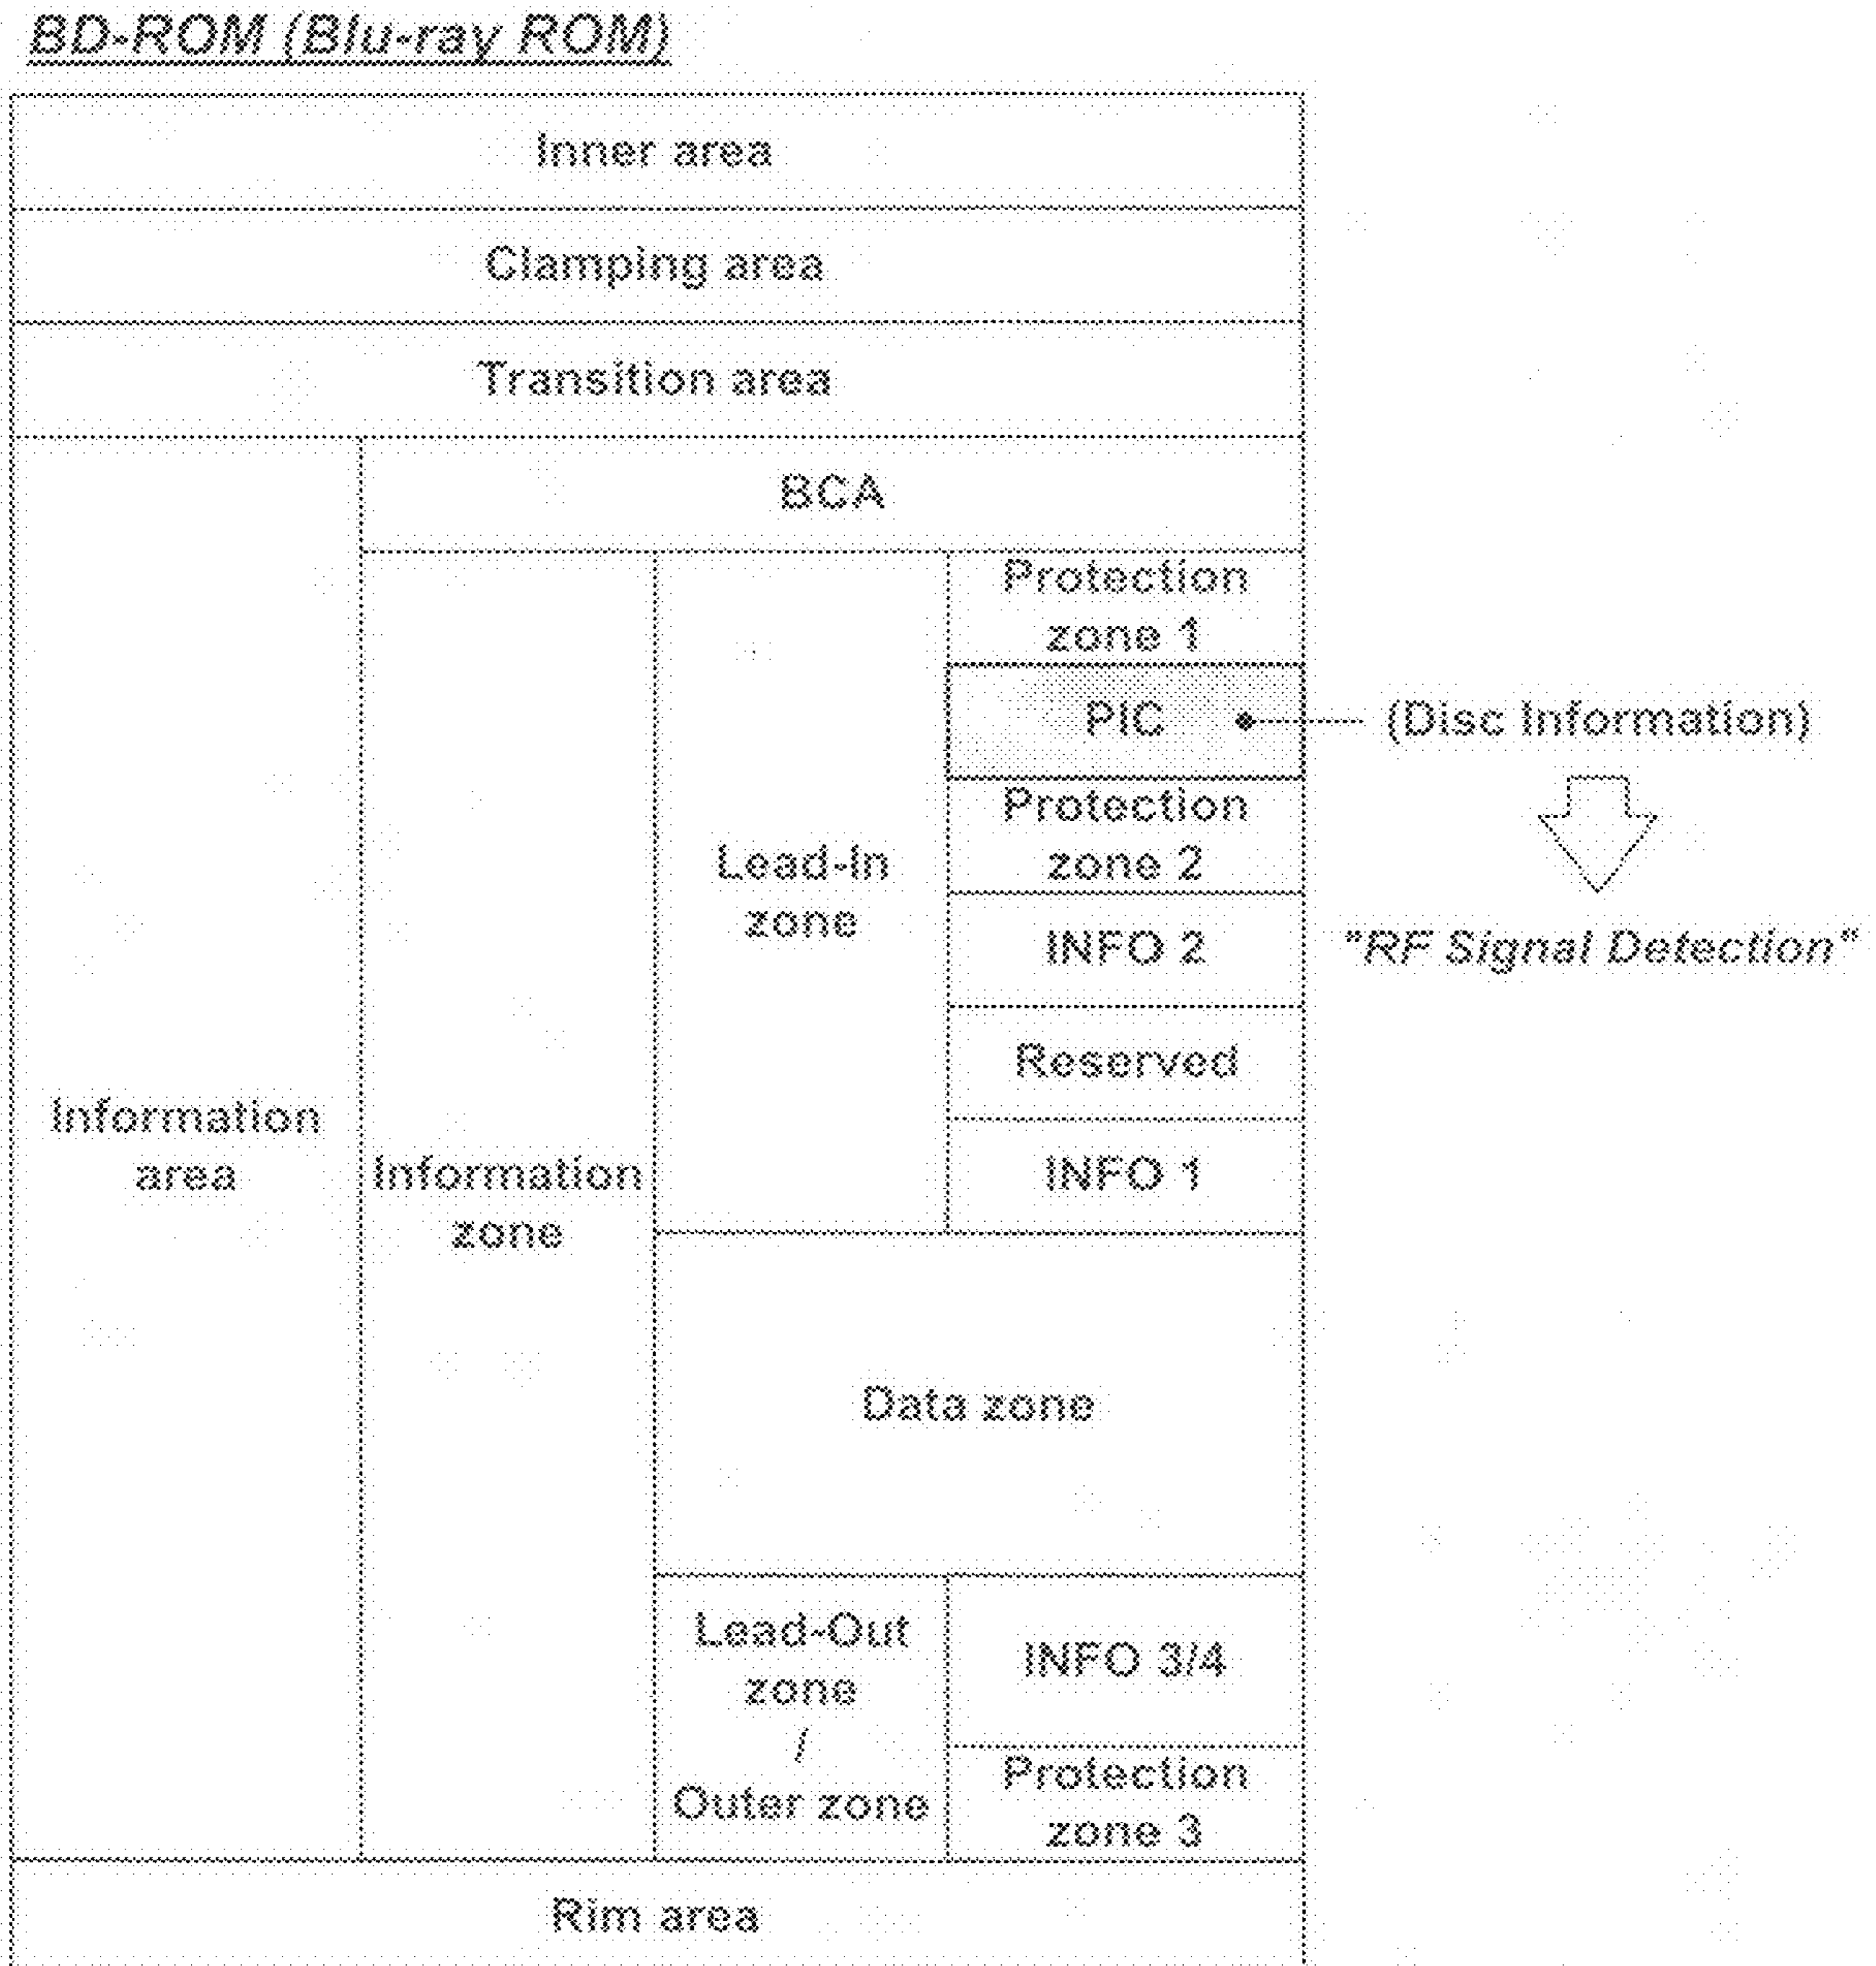 BD-ROM (Blu-ray ROM)
Inner area
Clamping area
Transition area
BCA
Protection
zone 1
PIC
(Disc Information)
Protection
zone 2
Lead-In
zone
INFO 2
"RF Signal Detection"
Reserved
Information
area
INFO 1
Information
zone
Data zone
Lead-Out
zone
/
Outer zone
INFO 3/4
Protection
zone 3
Rim area